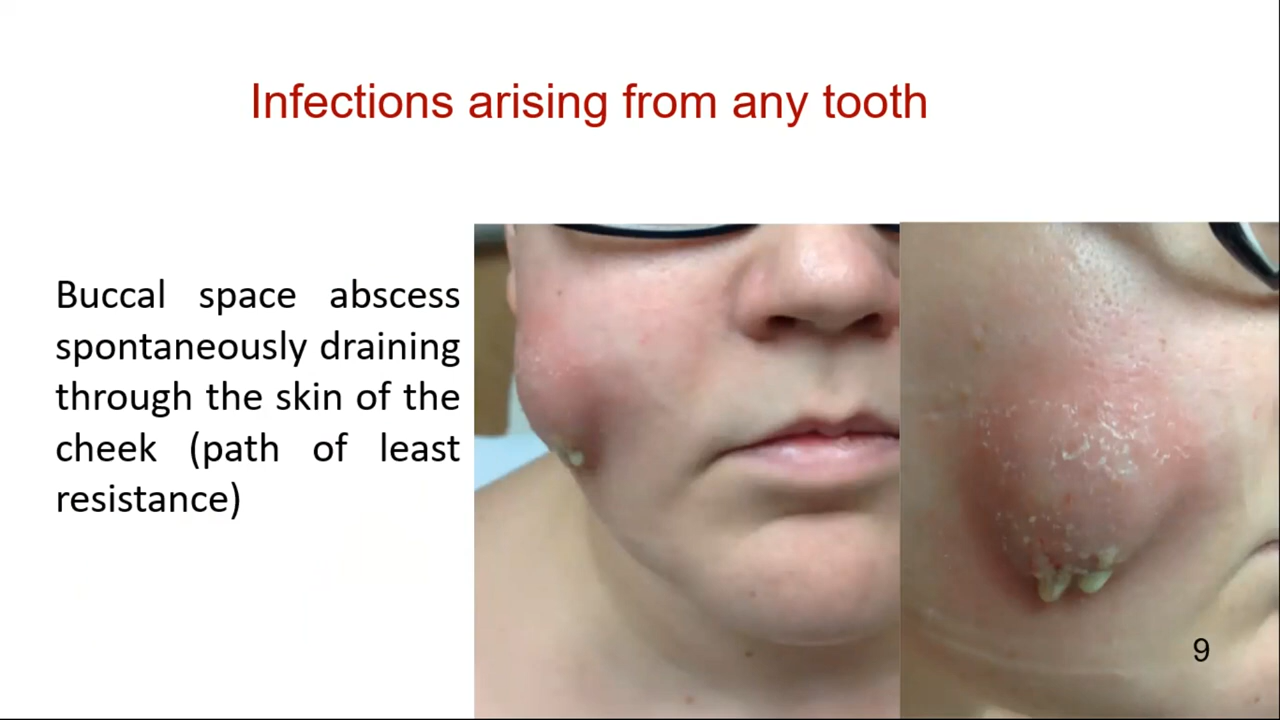 Infections arising from any tooth
Buccal space abscess
spontaneously draining
through the skin of the
cheek (path of least
resistance)
9